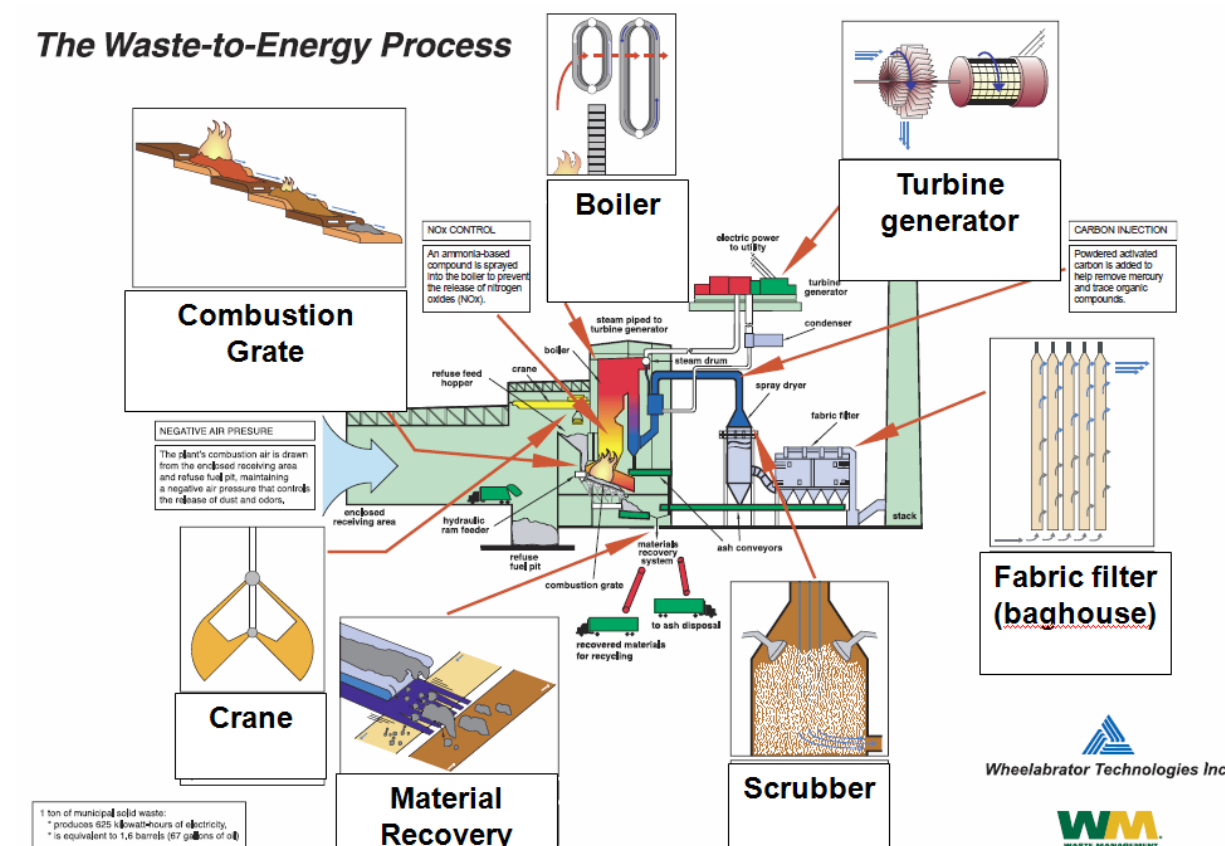 The Waste-to-Energy Process
Boiler
Turbine
generator
Combustion
Grate
NOx CONTROL
An ammonia-based
compound is sprayed
into the boiler to prevent
the release of nitrogen
oxides (NOx).
CARBON INJECTION
Powdered activated
carbon is added to
help remove mercury
and trace organic
compounds.
electric power
to utility
turbine
generator
steam piped to
turbine generator
condenser
boiler
steam drum
crane
refuse feed
hopper
spray dryer
fabric filter
NEGATIVE AIR PRESURE
The plant's combustion air is drawn
from the enclosed receiving area
and refuse fuel pit, maintaining
a negative air pressure that controls
the release of dust and odors,
enclosed
receiving area
hydraulic
ram feeder
refuse
fuel pit
combustion grate
materials
recovery
system
ash conveyors
stack
to ash disposal
recovered materials
for recycling
Fabric filter
(baghouse)
Crane
Material
Recovery
Scrubber
Wheelabrator Technologies Inc
WM
WASTE MANAGEMENT
1 ton of municipal solid waste:
* produces 625 kilowatt-hours of electricity,
* is equivalent to 1,6 barrels (67 gallons of oil)